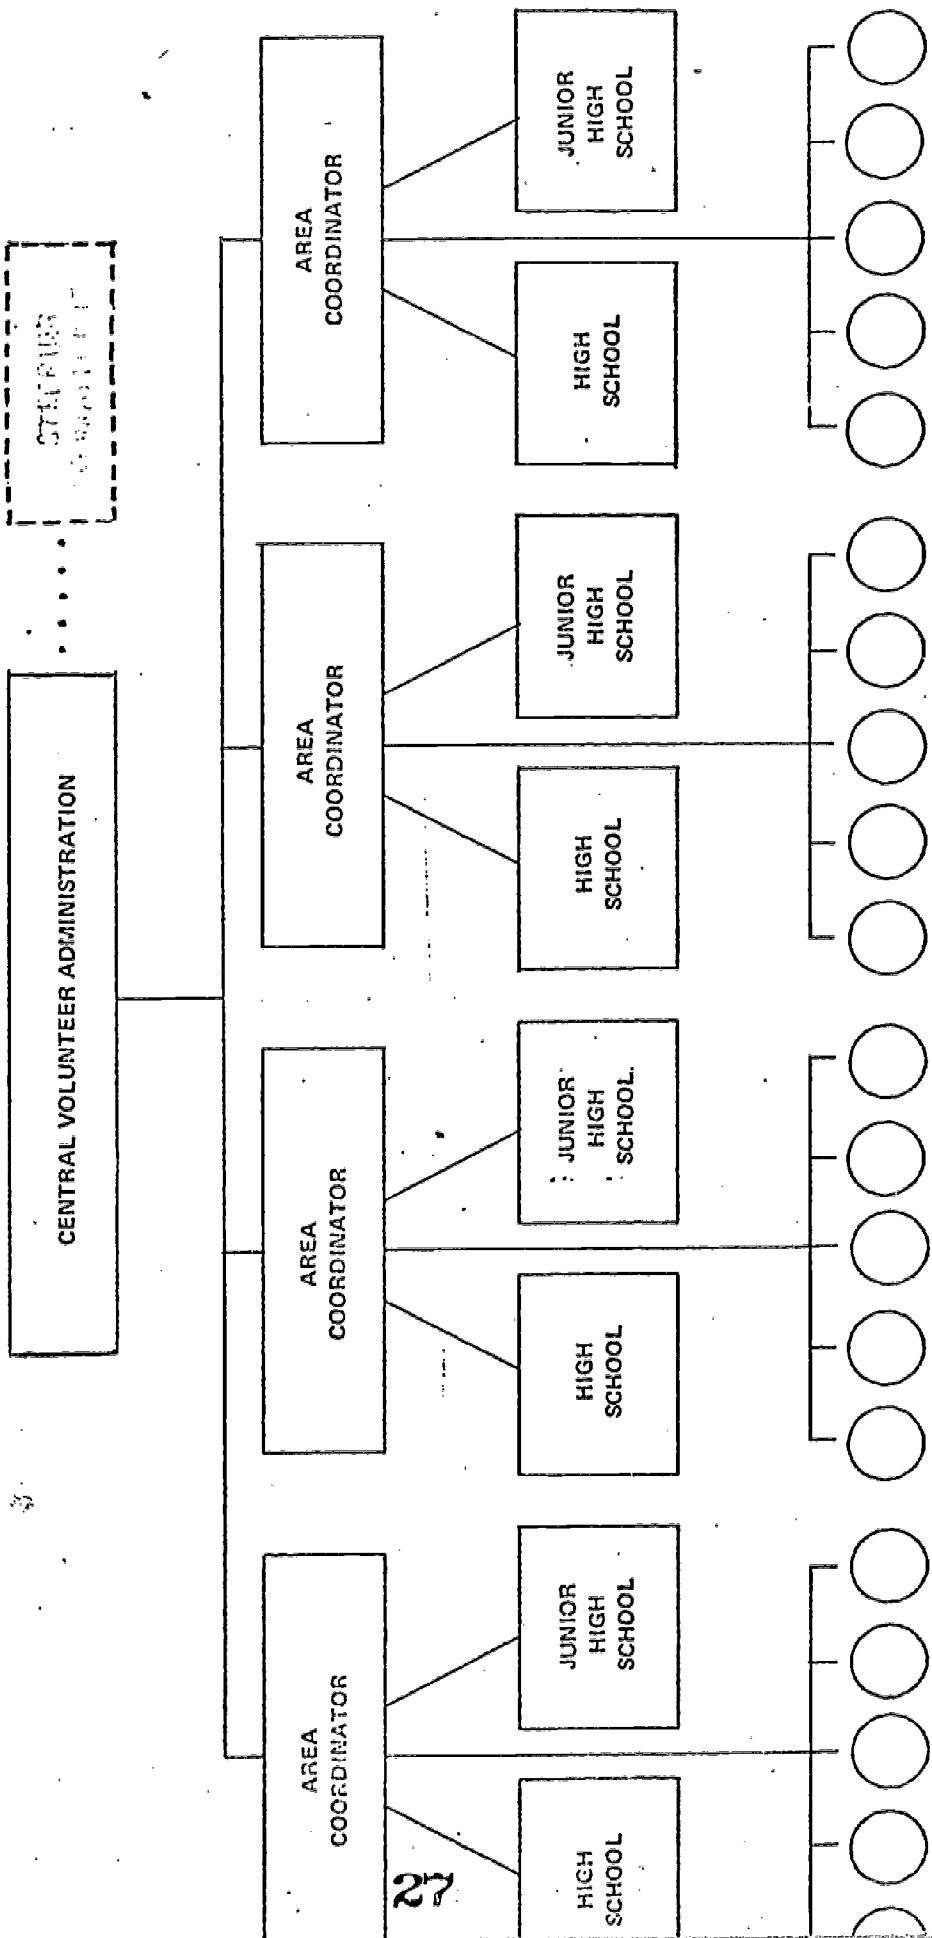 CENTRAL VOLUNTEER ADMINISTRATION
AREA
COORDINATOR
AREA
COORDINATOR
AREA
COORDINATOR
AREA
COORDINATOR
HIGH
SCHOOL
JUNIOR
HIGH
SCHOOL
HIGH
SCHOOL
JUNIOR
HIGH
SCHOOL.
HIGH
SCHOOL
JUNIOR
HIGH
SCHOOL
HIGH
SCHOOL
JUNIOR
HIGH
SCHOOL
27